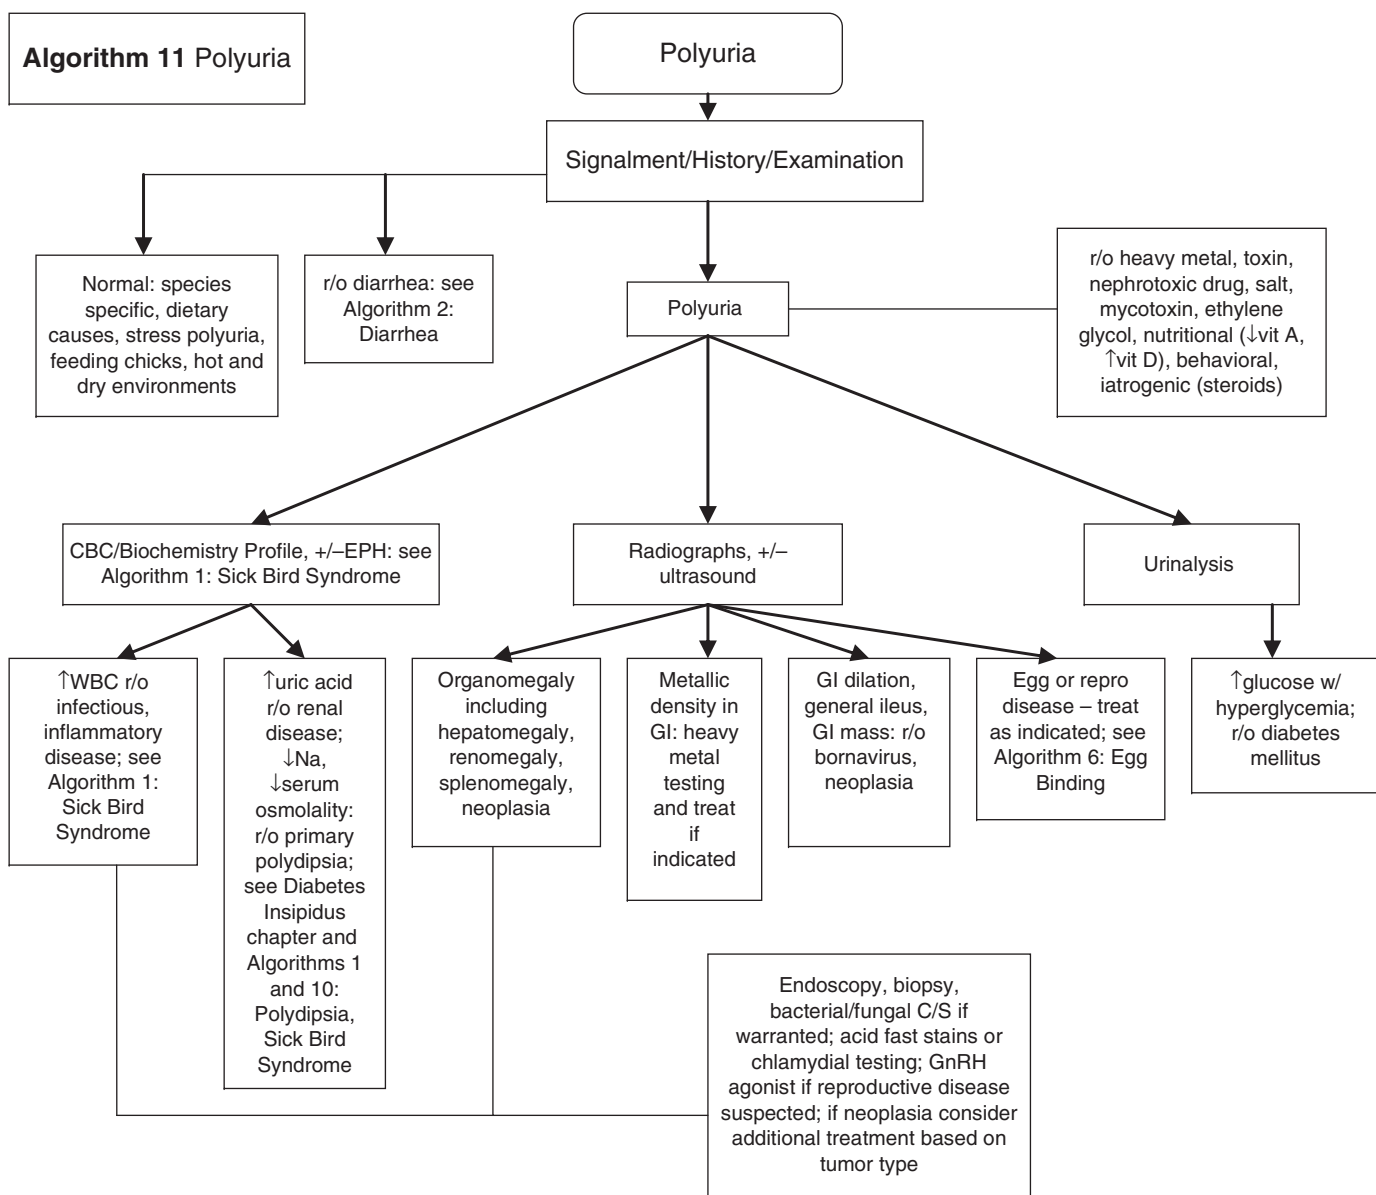 Algorithm 11 Polyuria
Polyuria
Signalment/History/Examination
Normal: species
specific, dietary
causes, stress polyuria,
feeding chicks, hot and
dry environments
r/o diarrhea: see
Algorithm 2:
Diarrhea
Polyuria
r/o heavy metal, toxin,
nephrotoxic drug, salt,
mycotoxin, ethylene
glycol, nutritional (↓vit A,
↑vit D), behavioral,
iatrogenic (steroids)
CBC/Biochemistry Profile, +/–EPH: see
Algorithm 1: Sick Bird Syndrome
Radiographs, +/–
ultrasound
Urinalysis
↑WBC r/o
infectious,
inflammatory
disease; see
Algorithm 1:
Sick Bird
Syndrome
↑uric acid
r/o renal
disease;
↓Na,
↓serum
osmolality:
r/o primary
polydipsia;
see Diabetes
Insipidus
chapter and
Algorithms 1
and 10:
Polydipsia,
Sick Bird
Syndrome
Organomegaly
including
hepatomegaly,
renomegaly,
splenomegaly,
neoplasia
Metallic
density in
GI: heavy
metal
testing
and treat
if
indicated
GI dilation,
general ileus,
GI mass: r/o
bornavirus,
neoplasia
Egg or repro
disease – treat
as indicated; see
Algorithm 6: Egg
Binding
↑glucose w/
hyperglycemia;
r/o diabetes
mellitus
Endoscopy, biopsy,
bacterial/fungal C/S if
warranted; acid fast stains or
chlamydial testing; GnRH
agonist if reproductive disease
suspected; if neoplasia consider
additional treatment based on
tumor type